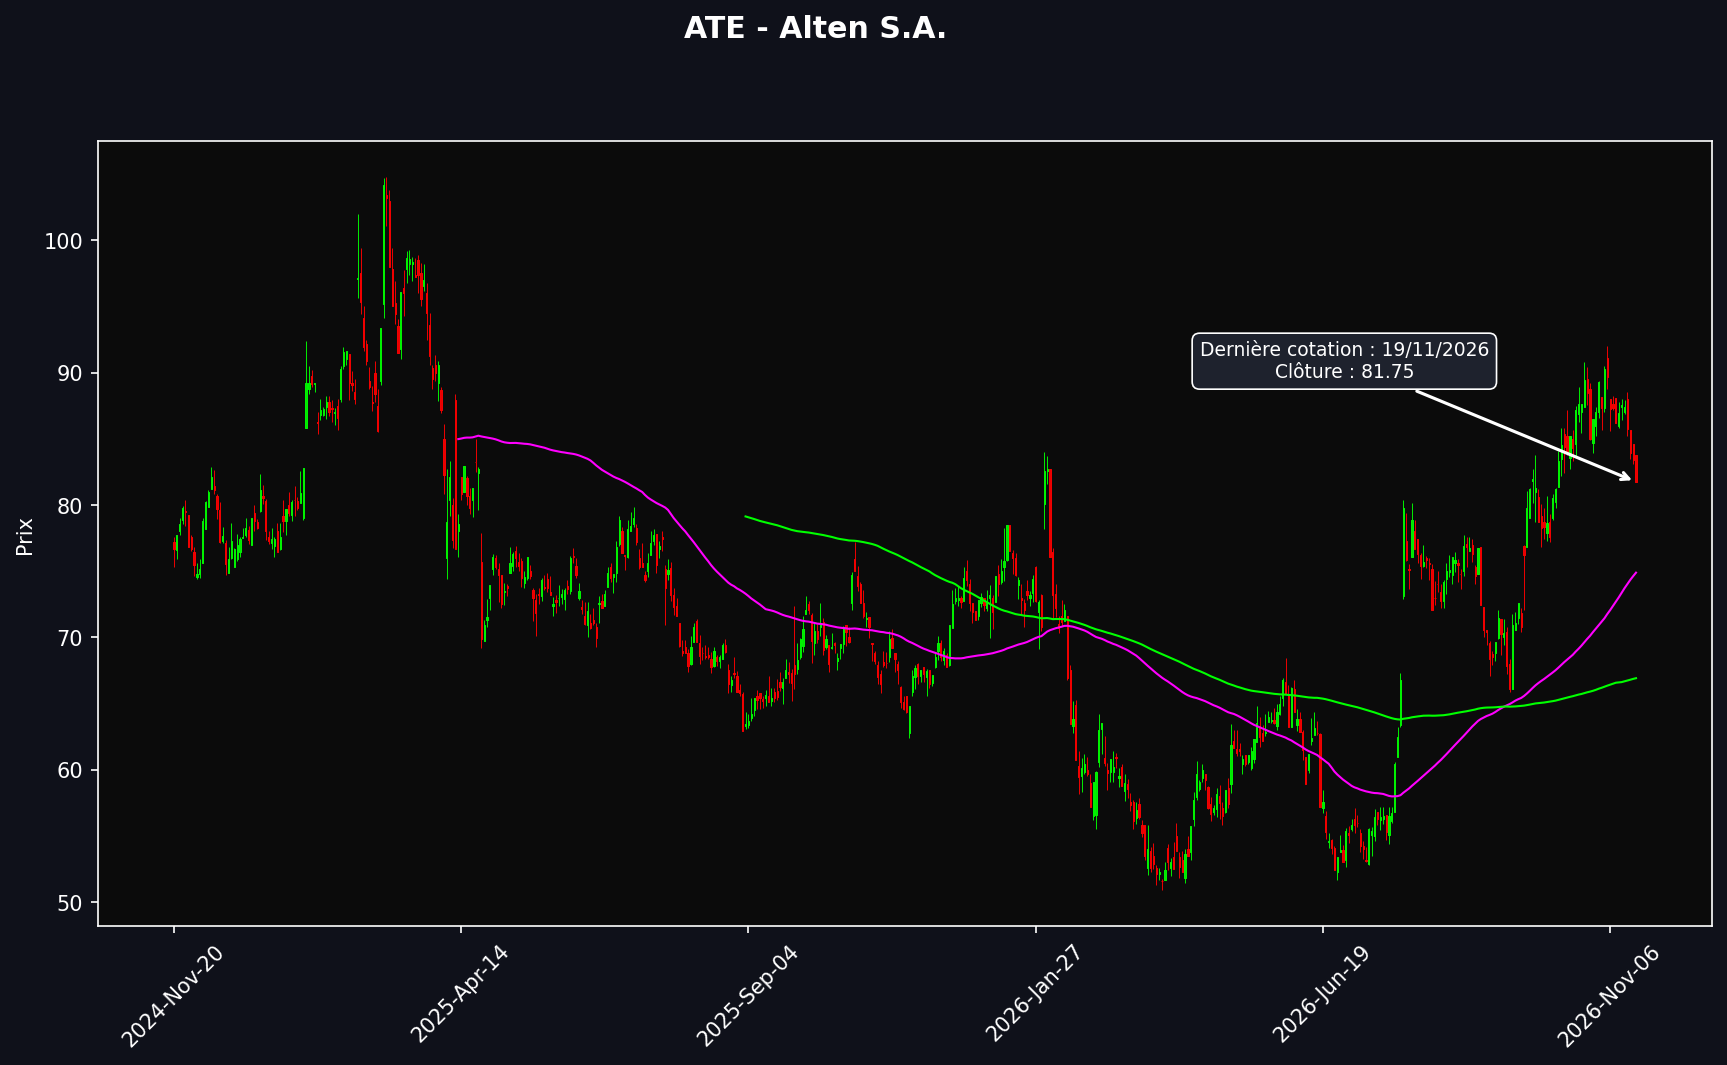 ATE - Alten S.A.
Prix
100
90
80
70
60
50
Dernière cotation : 19/11/2026
Clôture : 81.75
2024-Nov-20
2025-Apr-14
2025-Sep-04
2026-Jan-27
2026-Jun-19
2026-Nov-06